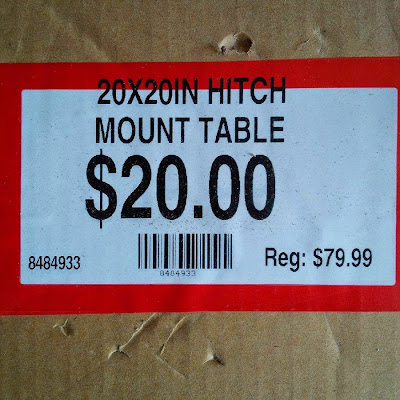 20X20IN HITCH
MOUNT TABLE
$20.00
8484933
8484933
Reg: $79.99